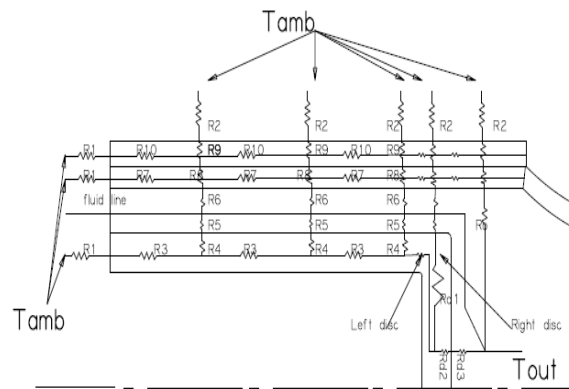 Tamb
R2 R2 R2 R2 R2
R1 R10 R9 R10 R9 R10 R9
R1 R7 R7 R7 R8
fluid line
R6 R6 R6
R5 R5 R5
R1 R3 R4 R3 R4 R3 R4
Rd1
Tamb
Left disc
Right disc
Rd2 Rd3
Tout